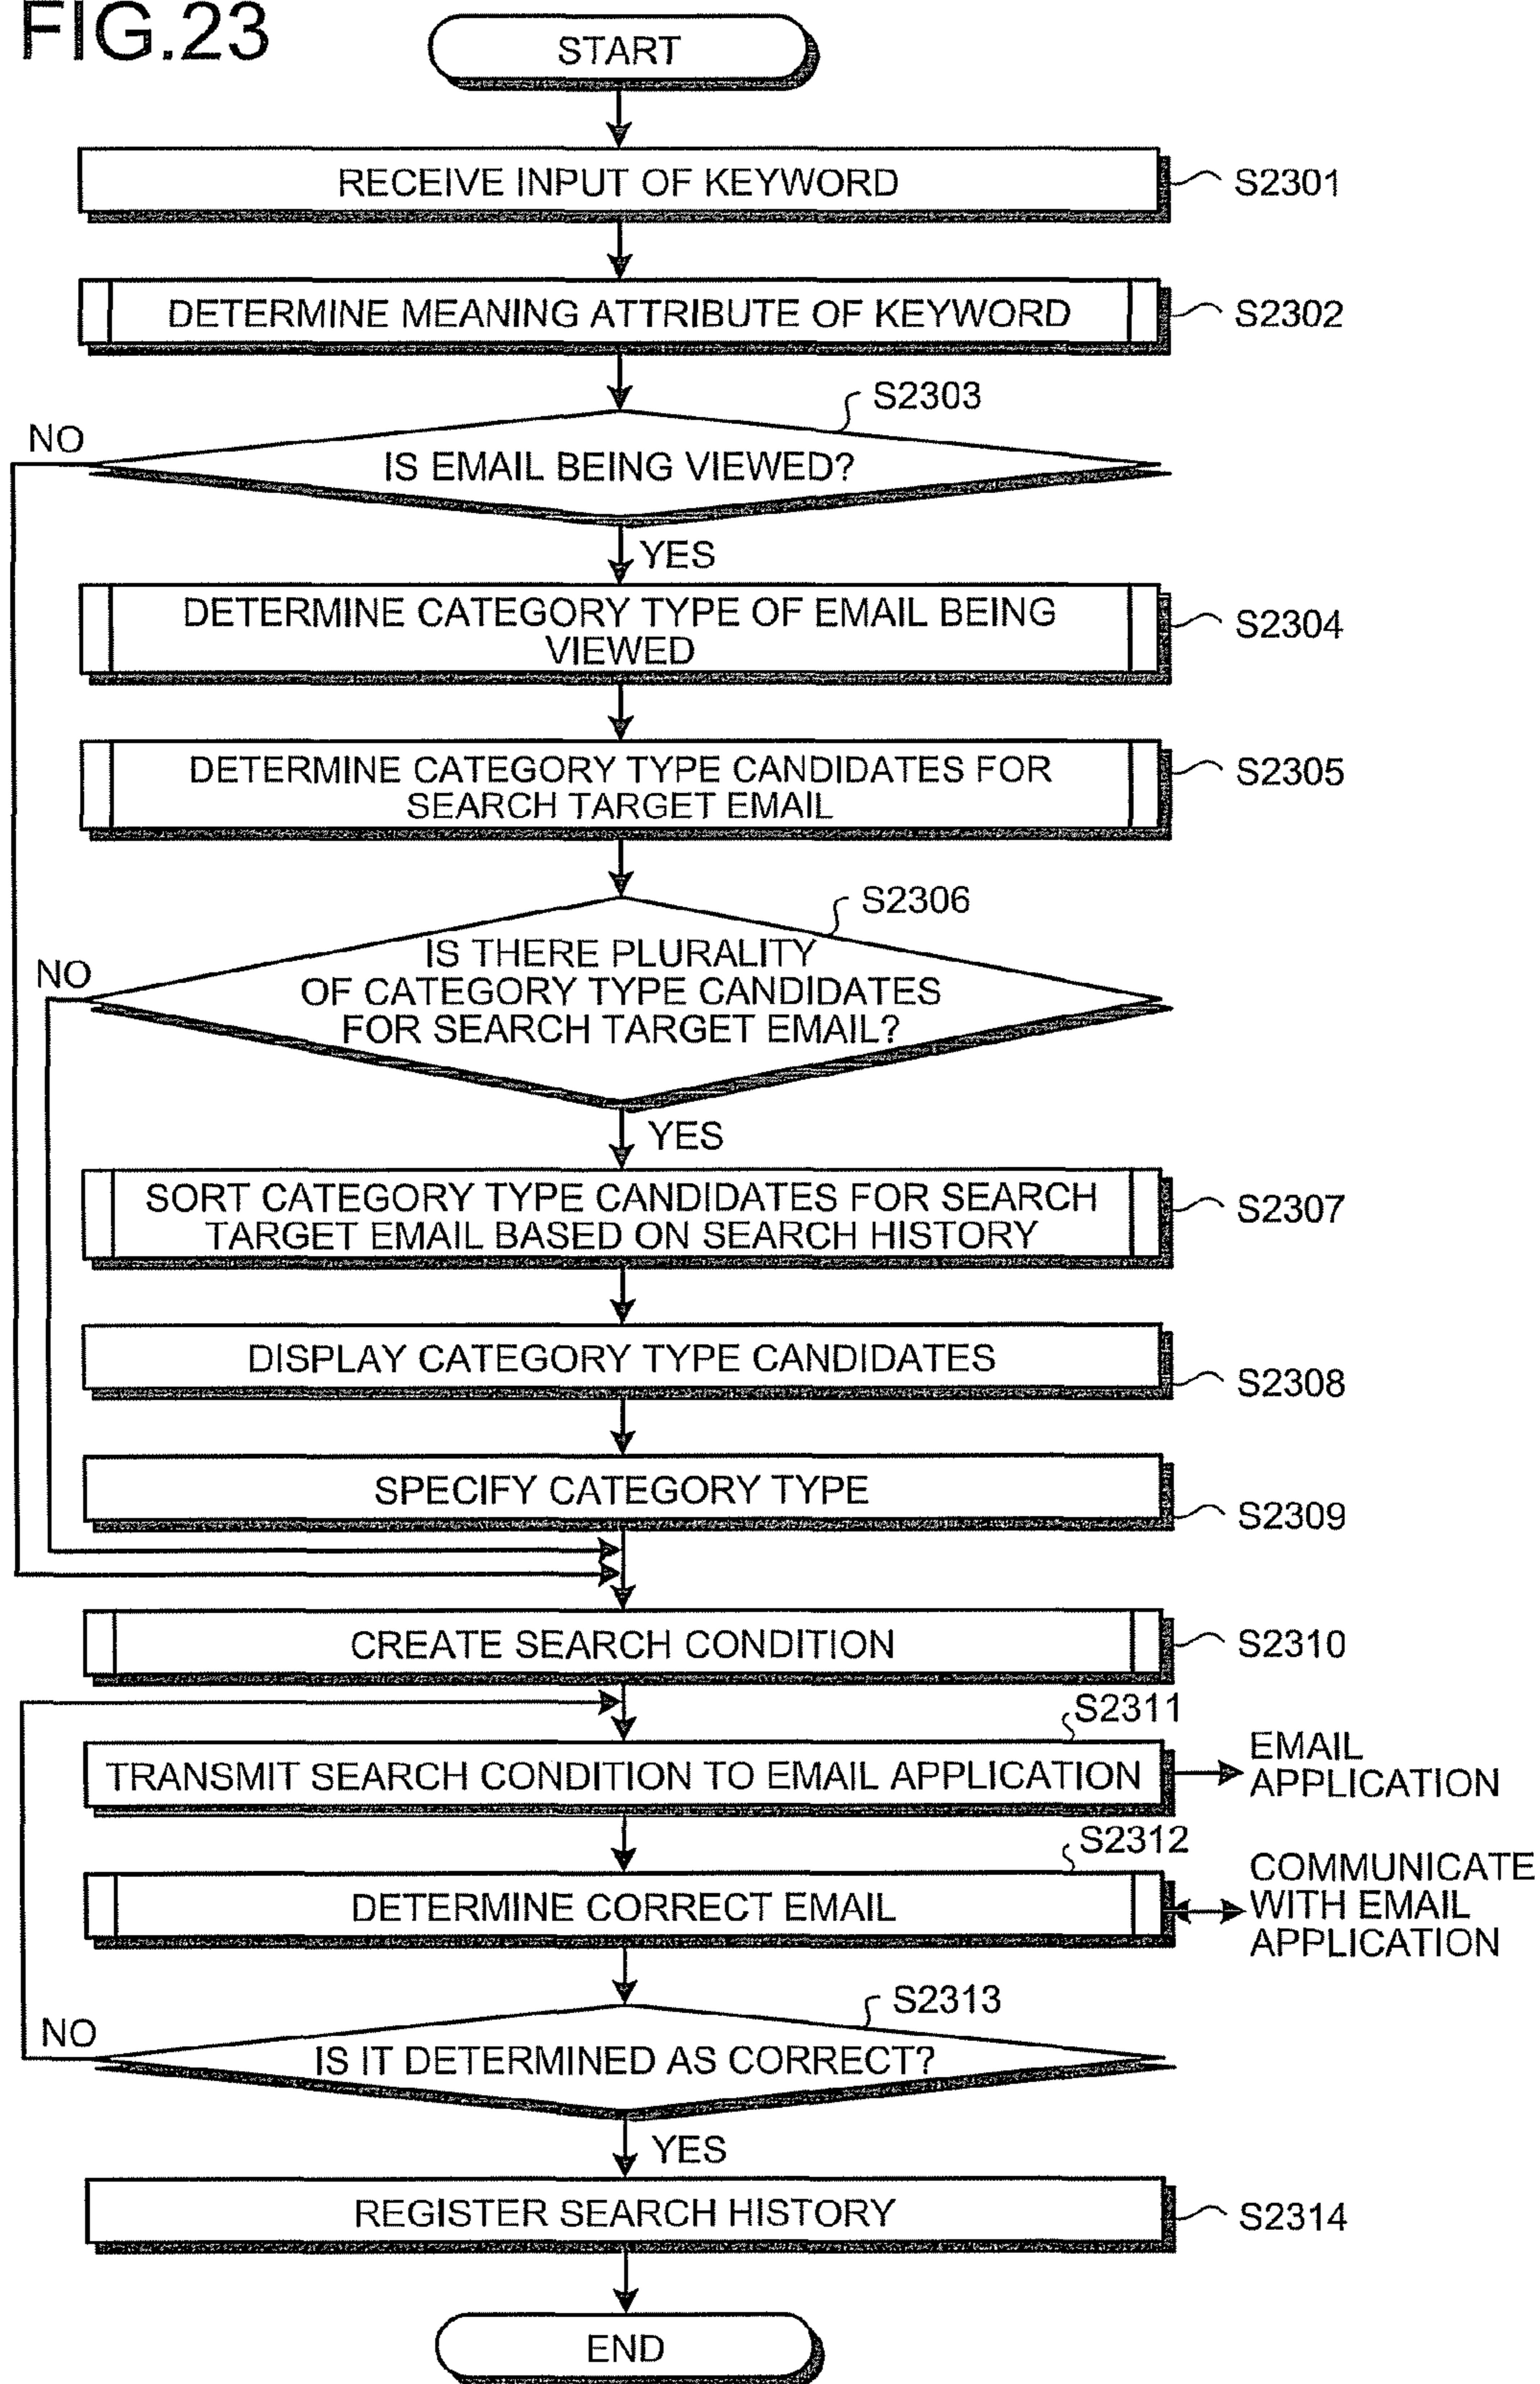 FIG.23
START
RECEIVE INPUT OF KEYWORD
S2301
DETERMINE MEANING ATTRIBUTE OF KEYWORD
S2302
S2303
NO
IS EMAIL BEING VIEWED?
YES
DETERMINE CATEGORY TYPE OF EMAIL BEING
VIEWED
S2304
DETERMINE CATEGORY TYPE CANDIDATES FOR
SEARCH TARGET EMAIL
S2305
S2306
NO
IS THERE PLURALITY
OF CATEGORY TYPE CANDIDATES
FOR SEARCH TARGET EMAIL?
YES
SORT CATEGORY TYPE CANDIDATES FOR SEARCH
TARGET EMAIL BASED ON SEARCH HISTORY
S2307
DISPLAY CATEGORY TYPE CANDIDATES
S2308
SPECIFY CATEGORY TYPE
S2309
CREATE SEARCH CONDITION
S2310
S2311
TRANSMIT SEARCH CONDITION TO EMAIL APPLICATION
EMAIL
APPLICATION
S2312
DETERMINE CORRECT EMAIL
COMMUNICATE
WITH EMAIL
APPLICATION
S2313
NO
IS IT DETERMINED AS CORRECT?
YES
REGISTER SEARCH HISTORY
S2314
END